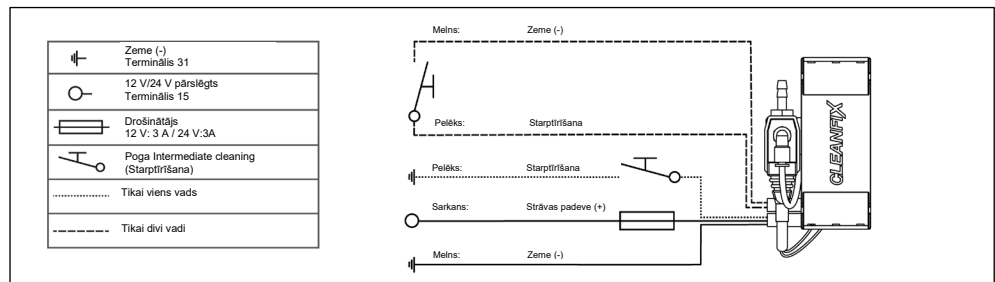 Zeme (-)
Terminālis 31
12 V/24 V pārslēgts
Terminālis 15
Drošinātājs
12 V: 3 A / 24 V:3A
Poga Intermediate cleaning
(Starptīrīšana)
Tikai viens vads
Tikai divi vadi
Melns: Zeme (-)
Pelēks: Starptīrīšana
Pelēks: Starptīrīšana
Sarkans: Strāvas padeve (+)
Melns: Zeme (-)
CLEANFIX